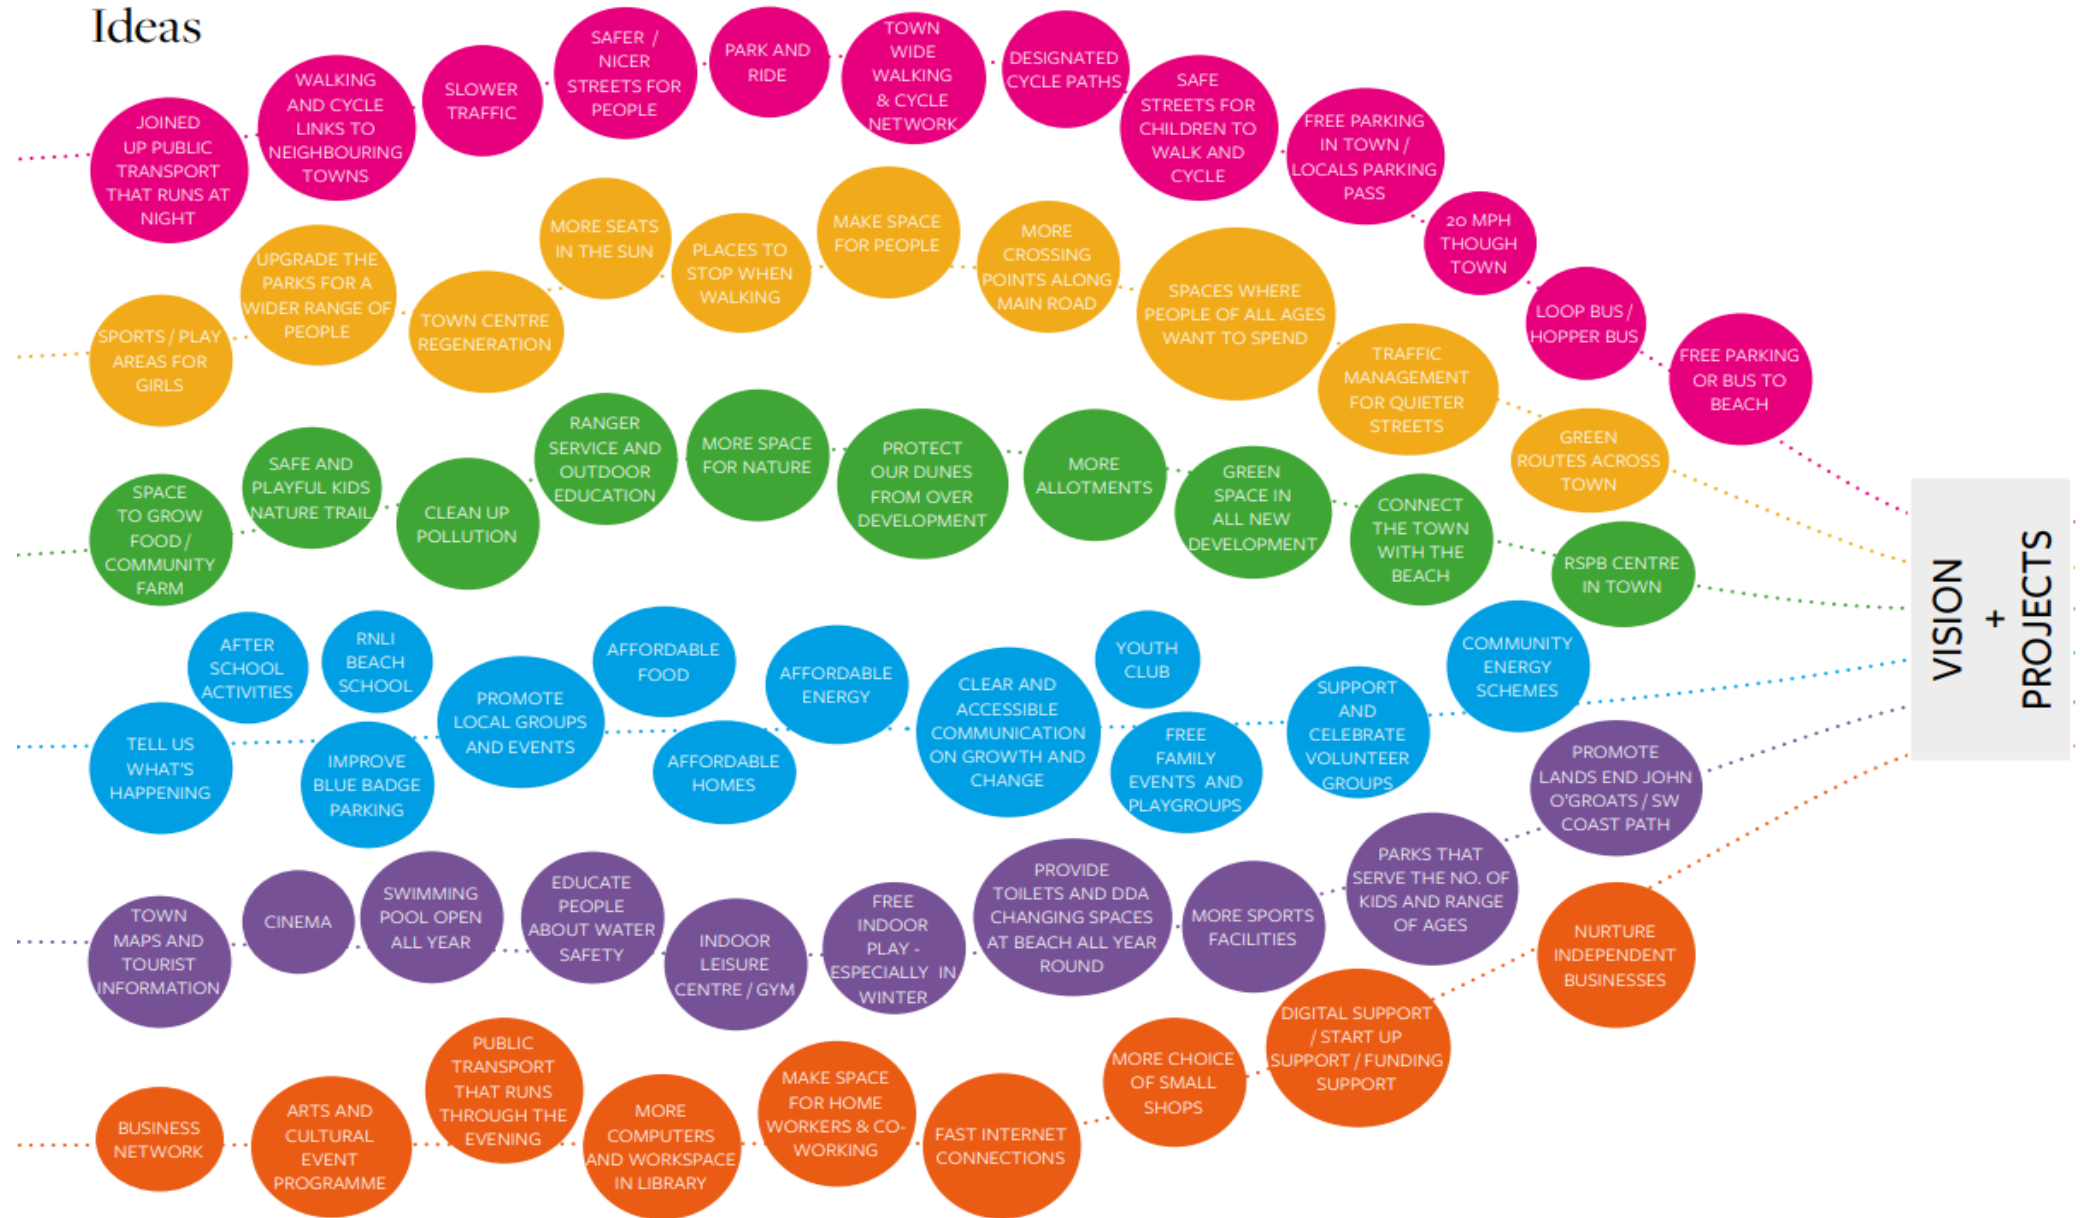 Ideas
JOINED
UP PUBLIC
TRANSPORT
THAT RUNS AT
NIGHT
WALKING
AND CYCLE
LINKS TO
NEIGHBOURING
TOWNS
SLOWER
TRAFFIC
SAFER /
NICER
STREETS FOR
PEOPLE
PARK AND
RIDE
TOWN
WIDE
WALKING
& CYCLE
NETWORK
DESIGNATED
CYCLE PATHS
SAFE
STREETS FOR
CHILDREN TO
WALK AND
CYCLE
FREE PARKING
IN TOWN /
LOCALS PARKING
PASS
20 MPH
THOUGH
TOWN
LOOP BUS /
HOPPER BUS
FREE PARKING
OR BUS TO
BEACH
SPORTS / PLAY
AREAS FOR
GIRLS
UPGRADE THE
PARKS FOR A
WIDER RANGE OF
PEOPLE
TOWN CENTRE
REGENERATION
MORE SEATS
IN THE SUN
PLACES TO
STOP WHEN
WALKING
MAKE SPACE
FOR PEOPLE
MORE
CROSSING
POINTS ALONG
MAIN ROAD
SPACES WHERE
PEOPLE OF ALL AGES
WANT TO SPEND
TRAFFIC
MANAGEMENT
FOR QUIETER
STREETS
GREEN
ROUTES ACROSS
TOWN
SPACE
TO GROW
FOOD /
COMMUNITY
FARM
SAFE AND
PLAYFUL KIDS
NATURE TRAIL
CLEAN UP
POLLUTION
RANGER
SERVICE AND
OUTDOOR
EDUCATION
MORE SPACE
FOR NATURE
PROTECT
OUR DUNES
FROM OVER
DEVELOPMENT
MORE
ALLOTMENTS
GREEN
SPACE IN
ALL NEW
DEVELOPMENT
CONNECT
THE TOWN
WITH THE
BEACH
RSPB CENTRE
IN TOWN
TELL US
WHAT'S
HAPPENING
AFTER
SCHOOL
ACTIVITIES
RNLI
BEACH
SCHOOL
IMPROVE
BLUE BADGE
PARKING
PROMOTE
LOCAL GROUPS
AND EVENTS
AFFORDABLE
FOOD
AFFORDABLE
HOMES
AFFORDABLE
ENERGY
CLEAR AND
ACCESSIBLE
COMMUNICATION
ON GROWTH AND
CHANGE
YOUTH
CLUB
FREE
FAMILY
EVENTS AND
PLAYGROUPS
SUPPORT
AND
CELEBRATE
VOLUNTEER
GROUPS
COMMUNITY
ENERGY
SCHEMES
TOWN
MAPS AND
TOURIST
INFORMATION
CINEMA
SWIMMING
POOL OPEN
ALL YEAR
EDUCATE
PEOPLE
ABOUT WATER
SAFETY
INDOOR
LEISURE
CENTRE / GYM
FREE
INDOOR
PLAY -
ESPECIALLY IN
WINTER
PROVIDE
TOILETS AND DDA
CHANGING SPACES
AT BEACH ALL YEAR
ROUND
MORE SPORTS
FACILITIES
PARKS THAT
SERVE THE NO. OF
KIDS AND RANGE
OF AGES
PROMOTE
LANDS END JOHN
O'GROATS / SW
COAST PATH
BUSINESS
NETWORK
ARTS AND
CULTURAL
EVENT
PROGRAMME
PUBLIC
TRANSPORT
THAT RUNS
THROUGH THE
EVENING
MORE
COMPUTERS
AND WORKSPACE
IN LIBRARY
MAKE SPACE
FOR HOME
WORKERS & CO-
WORKING
FAST INTERNET
CONNECTIONS
MORE CHOICE
OF SMALL
SHOPS
DIGITAL SUPPORT
/ START UP
SUPPORT / FUNDING
SUPPORT
NURTURE
INDEPENDENT
BUSINESSES
VISION
+
PROJECTS